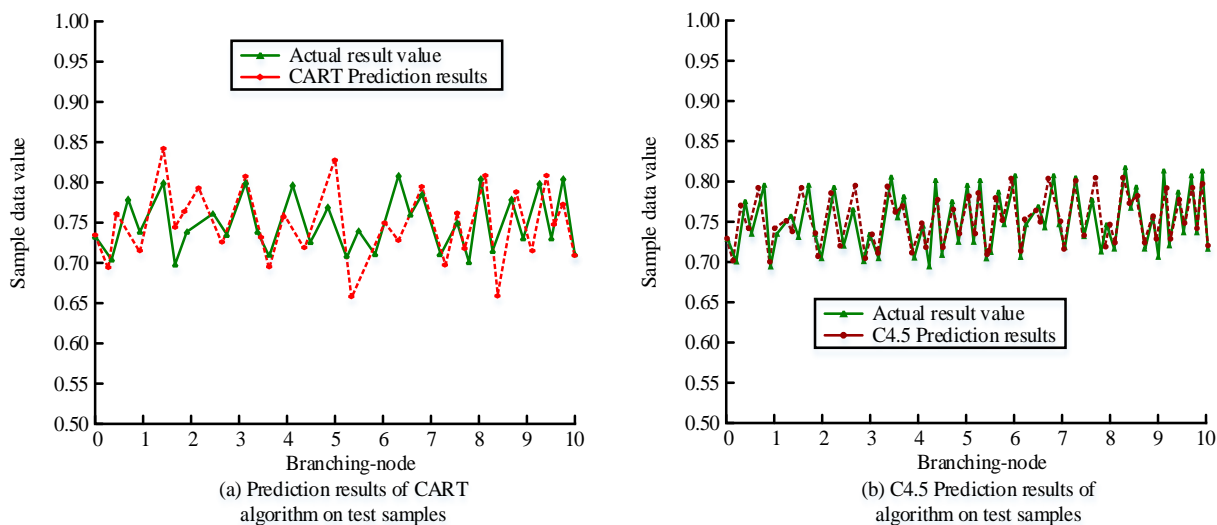 1.00
0.95
0.90
0.85
0.80
0.75
0.70
0.65
0.60
0.55
0.50
Sample data value
Actual result value
CART Prediction results
0 1 2 3 4 5 6 7 8 9 10
Branching-node
(a) Prediction results of CART
algorithm on test samples
1.00
0.95
0.90
0.85
0.80
0.75
0.70
0.65
0.60
0.55
0.50
Sample data value
Actual result value
C4.5 Prediction results
0 1 2 3 4 5 6 7 8 9 10
Branching-node
(b) C4.5 Prediction results of
algorithm on test samples